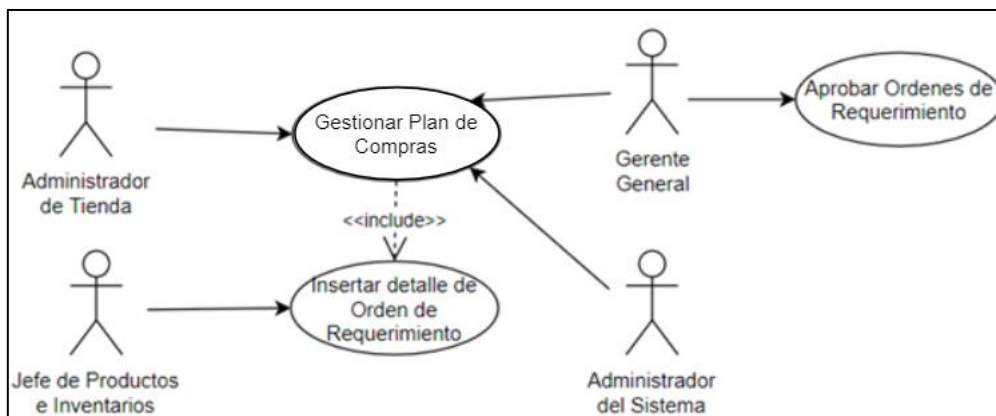 Administrador
de Tienda
Gestionar Plan de
Compras
Gerente
General
Aprobar Ordenes de
Requerimiento
<<include>>
Jefe de Productos
e Inventarios
Insertar detalle de
Orden de
Requerimiento
Administrador
del Sistema